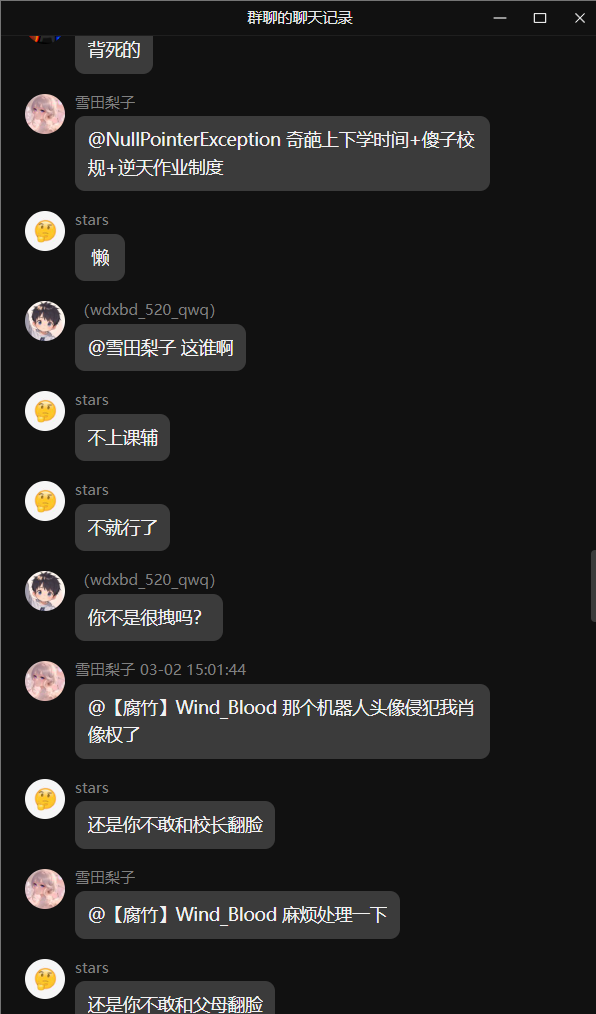 群聊的聊天记录
背死的
雪田梨子
@NullPointerException 奇葩上下学时间+傻子校
规+逆天作业制度
stars
懒
（wdxbd_520_qwq）
@雪田梨子 这谁啊
stars
不上课辅
stars
不就行了
（wdxbd_520_qwq）
你不是很拽吗？
雪田梨子 03-02 15:01:44
@【腐竹】Wind_Blood 那个机器人头像侵犯我肖
像权了
stars
还是你不敢和校长翻脸
雪田梨子
@【腐竹】Wind_Blood 麻烦处理一下
stars
还是你不敢和父母翻脸